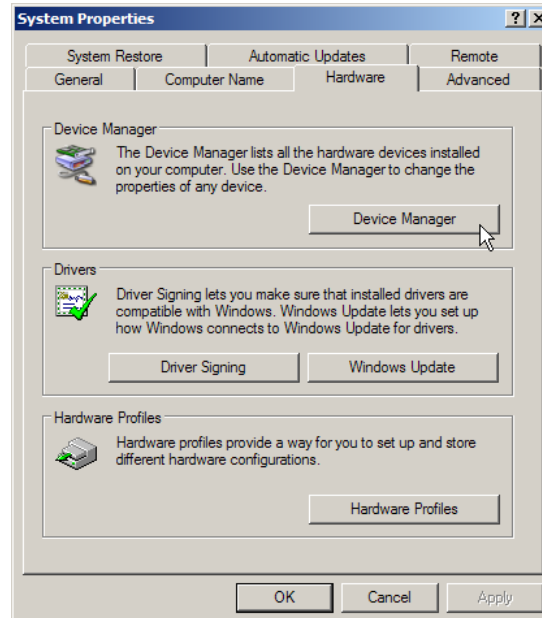 System Properties
System Restore Automatic Updates Remote
General Computer Name Hardware Advanced
Device Manager
The Device Manager lists all the hardware devices installed
on your computer. Use the Device Manager to change the
properties of any device.
Device Manager
Drivers
Driver Signing lets you make sure that installed drivers are
compatible with Windows. Windows Update lets you set up
how Windows connects to Windows Update for drivers.
Driver Signing Windows Update
Hardware Profiles
Hardware profiles provide a way for you to set up and store
different hardware configurations.
Hardware Profiles
OK Cancel Apply